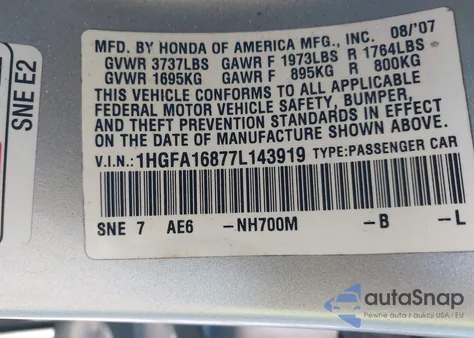 SNE E2
MFD. BY HONDA OF AMERICA MFG., INC. 08/'07
GVWR 3737LBS GAWR F 1973LBS R 1764LBS
GVWR 1695KG GAWR F 895KG R 800KG
THIS VEHICLE CONFORMS TO ALL APPLICABLE
FEDERAL MOTOR VEHICLE SAFETY, BUMPER,
AND THEFT PREVENTION STANDARDS IN EFFECT
ON THE DATE OF MANUFACTURE SHOWN ABOVE.
V.I.N.: 1HGFA16877L143919 TYPE:PASSENGER CAR
SNE 7 AE6 -NH700M -B -L
autaSnap
Pewne auta z aukcji USA i EU